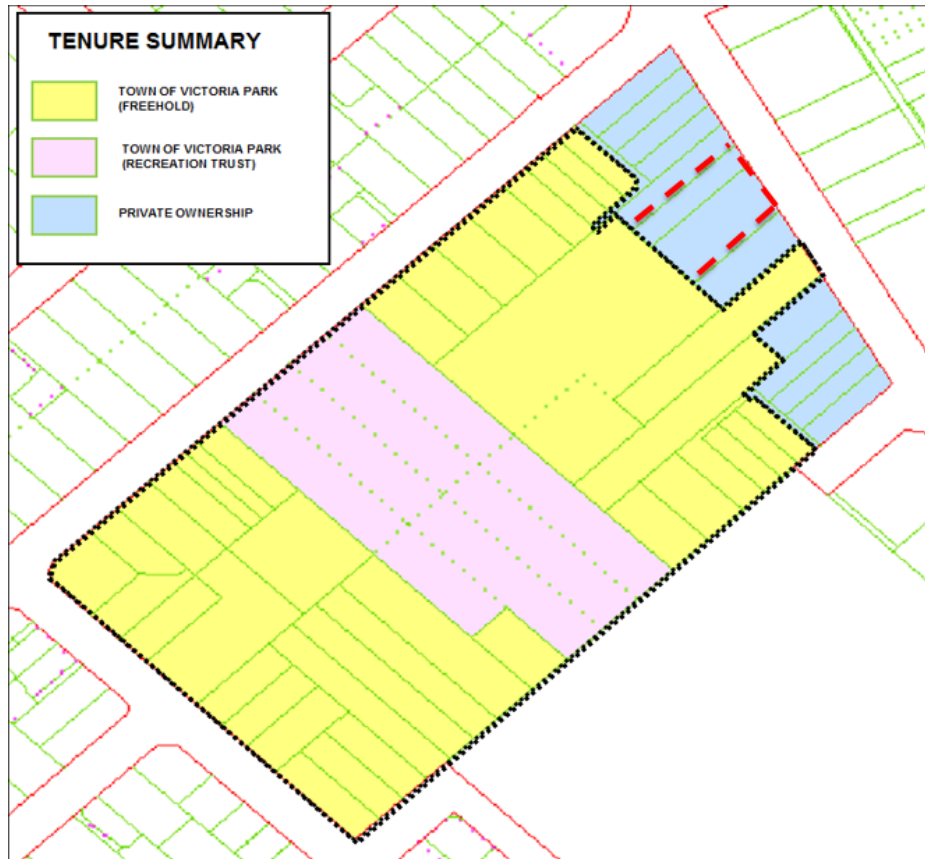 TENURE SUMMARY
TOWN OF VICTORIA PARK
(FREEHOLD)
TOWN OF VICTORIA PARK
(RECREATION TRUST)
PRIVATE OWNERSHIP